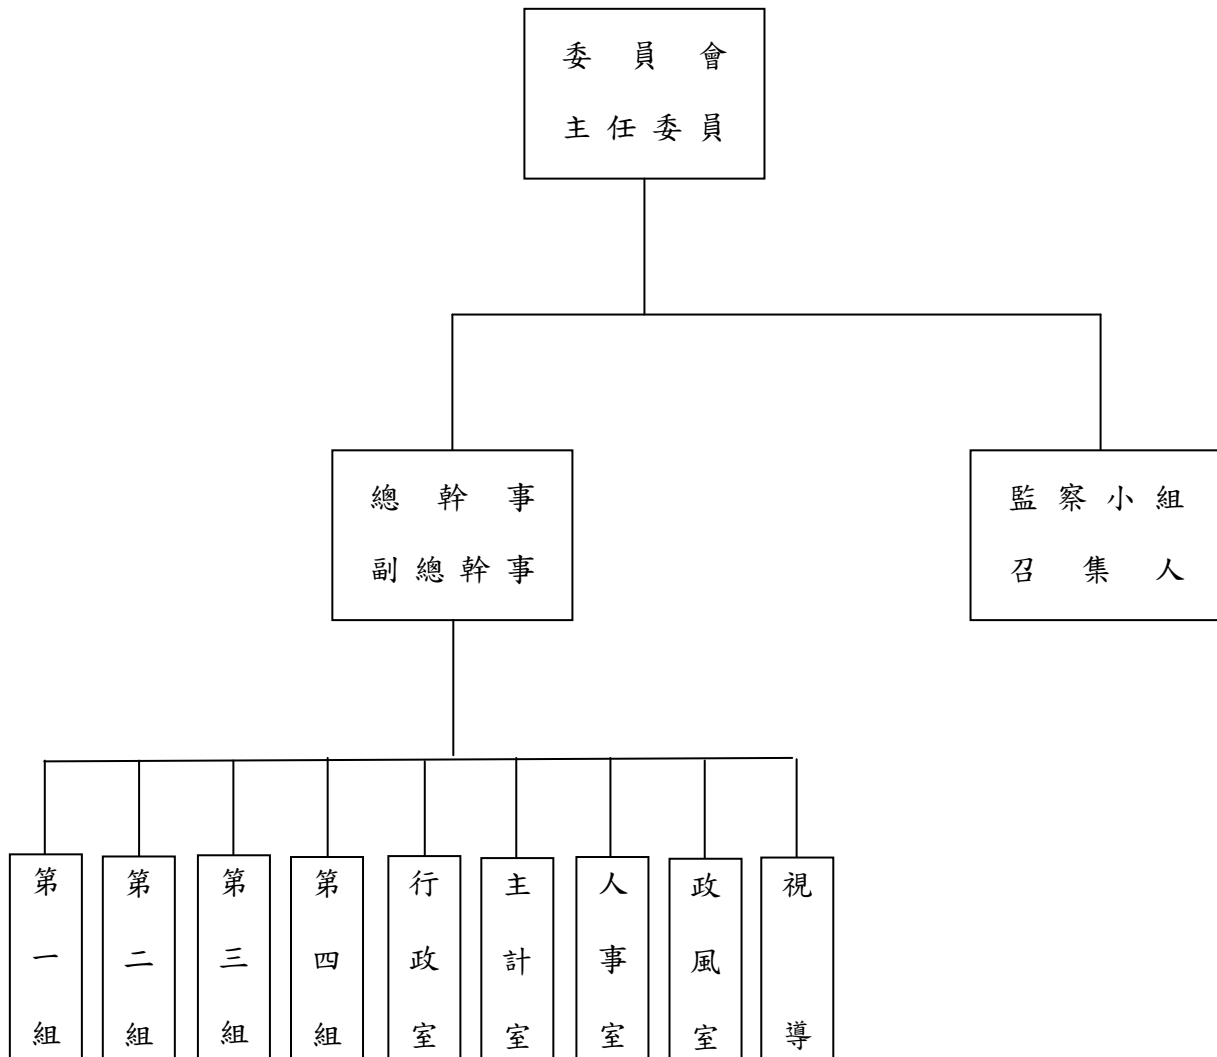 委員會
主任委員
總幹事
副總幹事
監察小組
召集人
第一組
第二組
第三組
第四組
行政室
主計室
人事室
政風室
視導